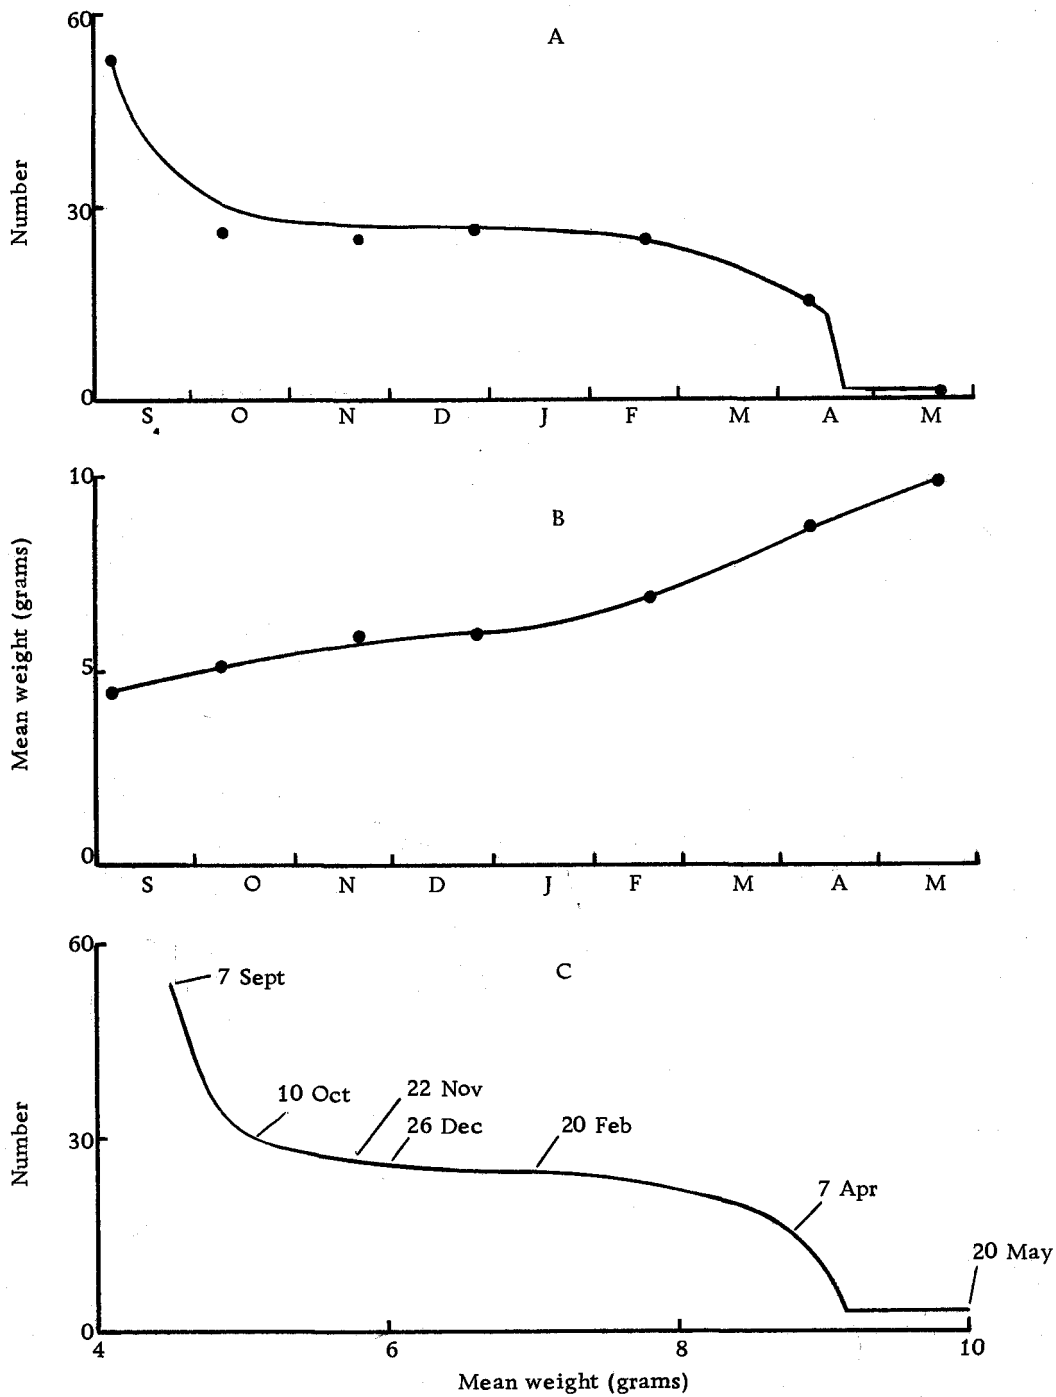 60
A
Number
30
0
S O N D J F M A M
10
B
Mean weight (grams)
5
0
S O N D J F M A M
60
C
7 Sept
10 Oct
22 Nov
26 Dec
20 Feb
Number
30
7 Apr
20 May
0
4 6 8 10
Mean weight (grams)